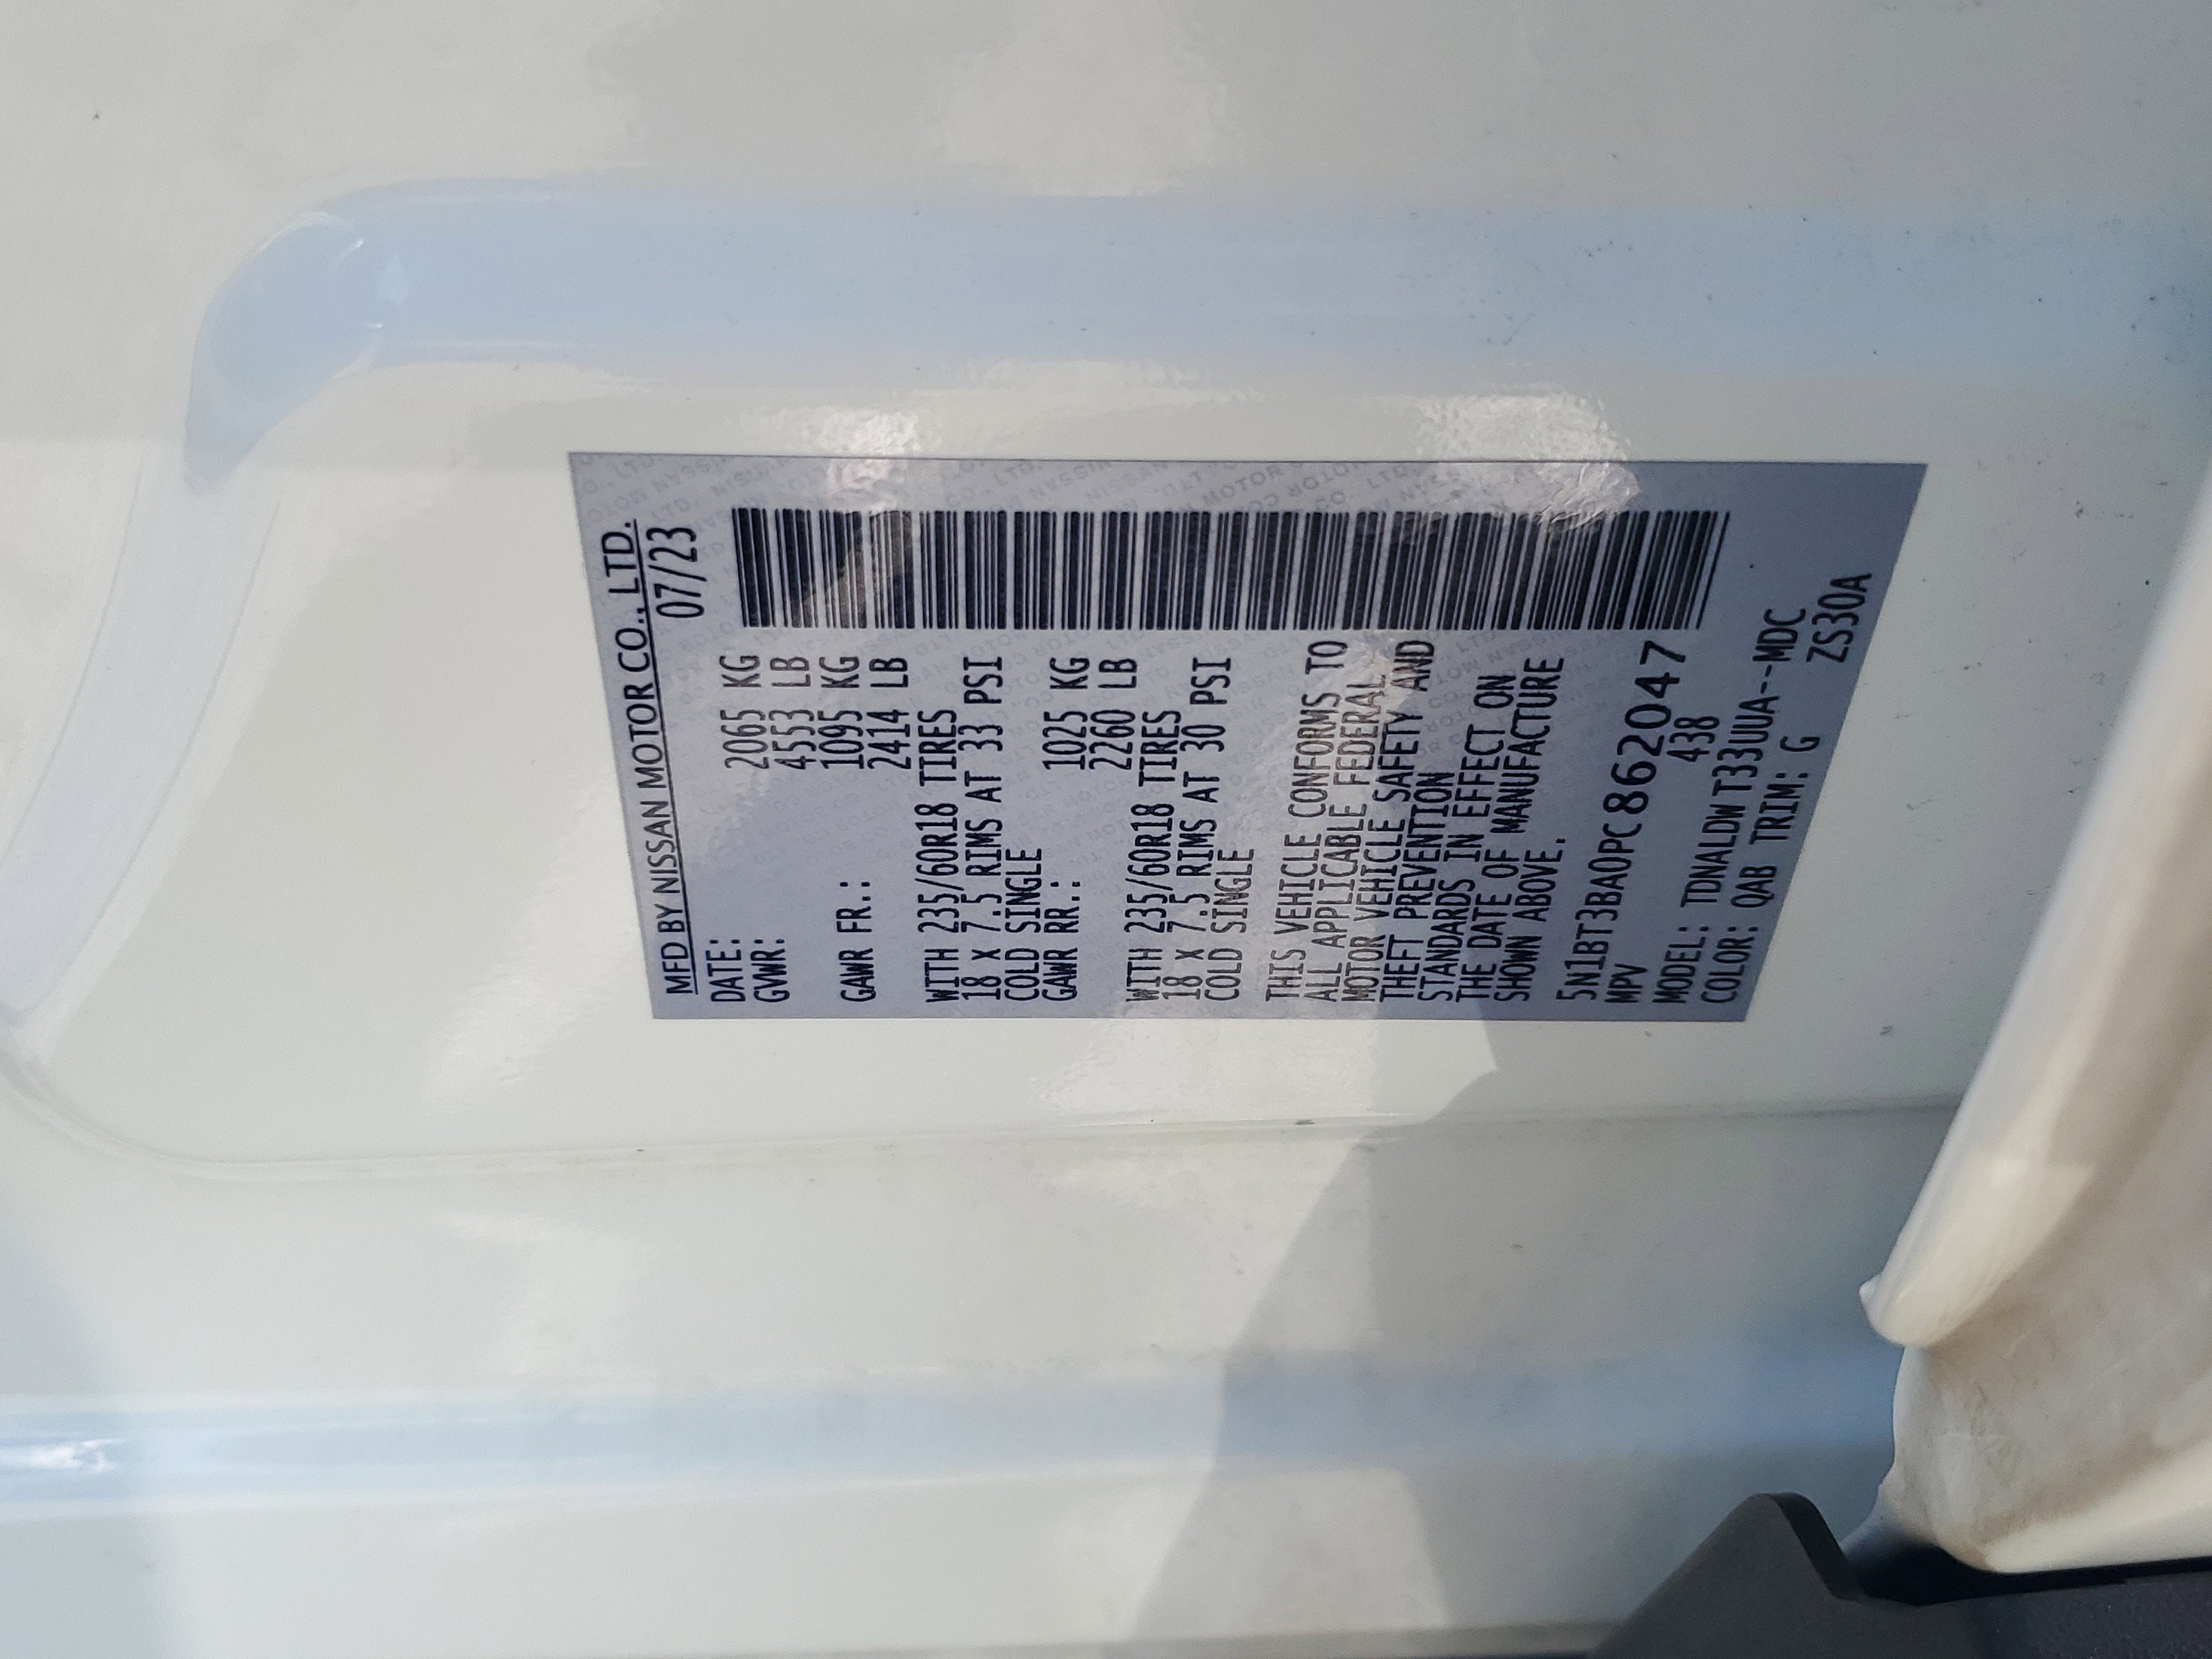 MFD BY NISSAN MOTOR CO., LTD.
DATE: 07/23
GVWR: 2065 KG
4553 LB
GAWR FR.: 1095 KG
2414 LB
WITH 235/60R18 TIRES
18 X 7.5 RIMS AT 33 PSI
COLD SINGLE
GAWR RR.: 1025 KG
2260 LB
WITH 235/60R18 TIRES
18 X 7.5 RIMS AT 30 PSI
COLD SINGLE
THIS VEHICLE CONFORMS TO
ALL APPLICABLE FEDERAL
MOTOR VEHICLE SAFETY AND
THEFT PREVENTION
STANDARDS IN EFFECT ON
THE DATE OF MANUFACTURE
SHOWN ABOVE.
5N1BT3BA0PC862047
MPV 438
MODEL: TDNALDWT33UUA--MDC
COLOR: QAB TRIM: G ZS30A